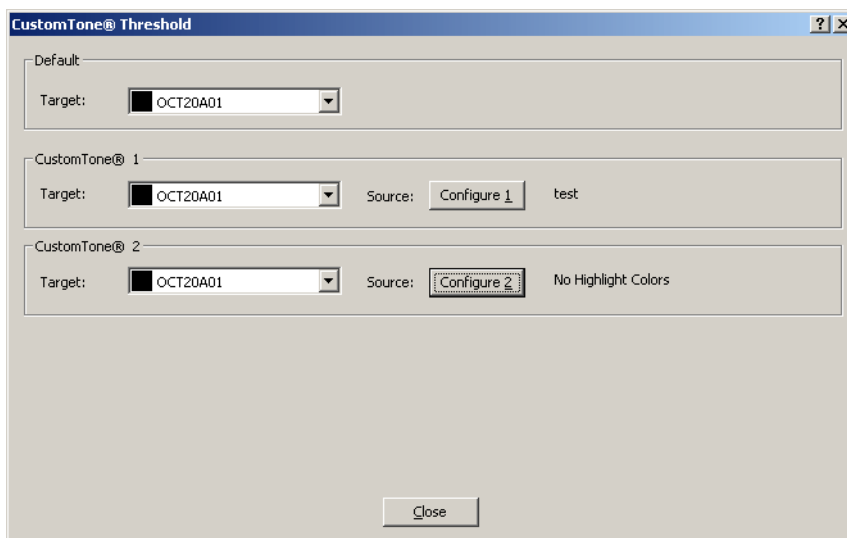 CustomTone® Threshold
Default
Target: OCT20A01
CustomTone® 1
Target: OCT20A01 Source: Configure 1 test
CustomTone® 2
Target: OCT20A01 Source: Configure 2 No Highlight Colors
Close